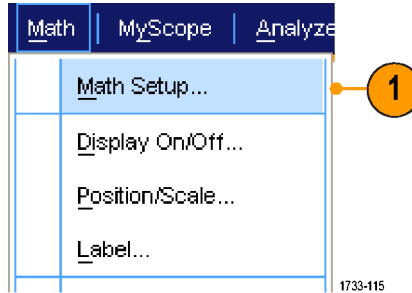 Math MyScope Analyze
Math Setup...
1
Display On/Off...
Position/Scale...
Label...
1733-115